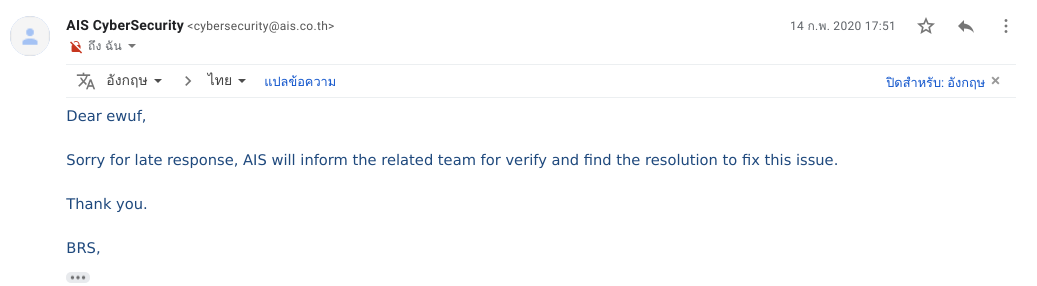 AIS CyberSecurity <cybersecurity@ais.co.th> 14 ก.พ. 2020 17:51
ถึง ฉัน
อังกฤษ > ไทย แปลข้อความ ปิดสำหรับ: อังกฤษ ×
Dear ewuf,
Sorry for late response, AIS will inform the related team for verify and find the resolution to fix this issue.
Thank you.
BRS,